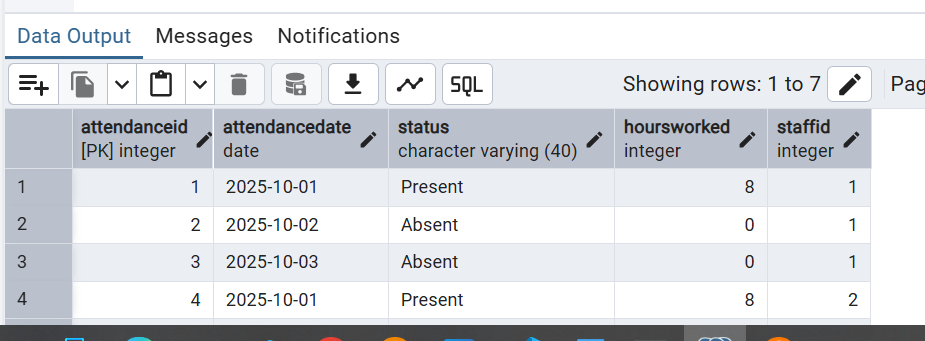 Data Output Messages Notifications
SQL Showing rows: 1 to 7 Pag
attendanceid attendancedate status hoursworked staffid
[PK] integer date character varying (40) integer integer
1 1 2025-10-01 Present 8 1
2 2 2025-10-02 Absent 0 1
3 3 2025-10-03 Absent 0 1
4 4 2025-10-01 Present 8 2